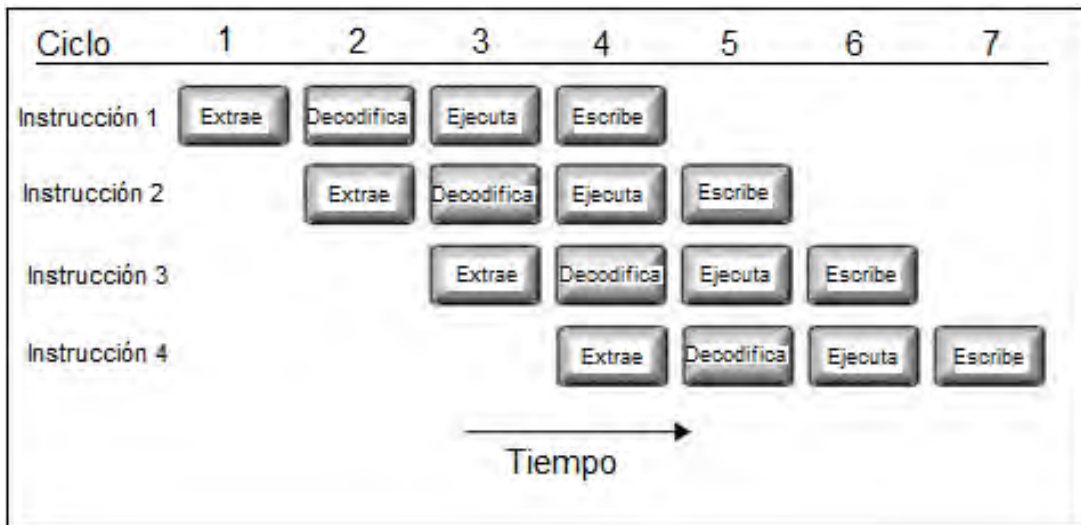 Ciclo 1 2 3 4 5 6 7
Instrucción 1 Extrae Decodifica Ejecuta Escribe
Instrucción 2 Extrae Decodifica Ejecuta Escribe
Instrucción 3 Extrae Decodifica Ejecuta Escribe
Instrucción 4 Extrae Decodifica Ejecuta Escribe
Tiempo